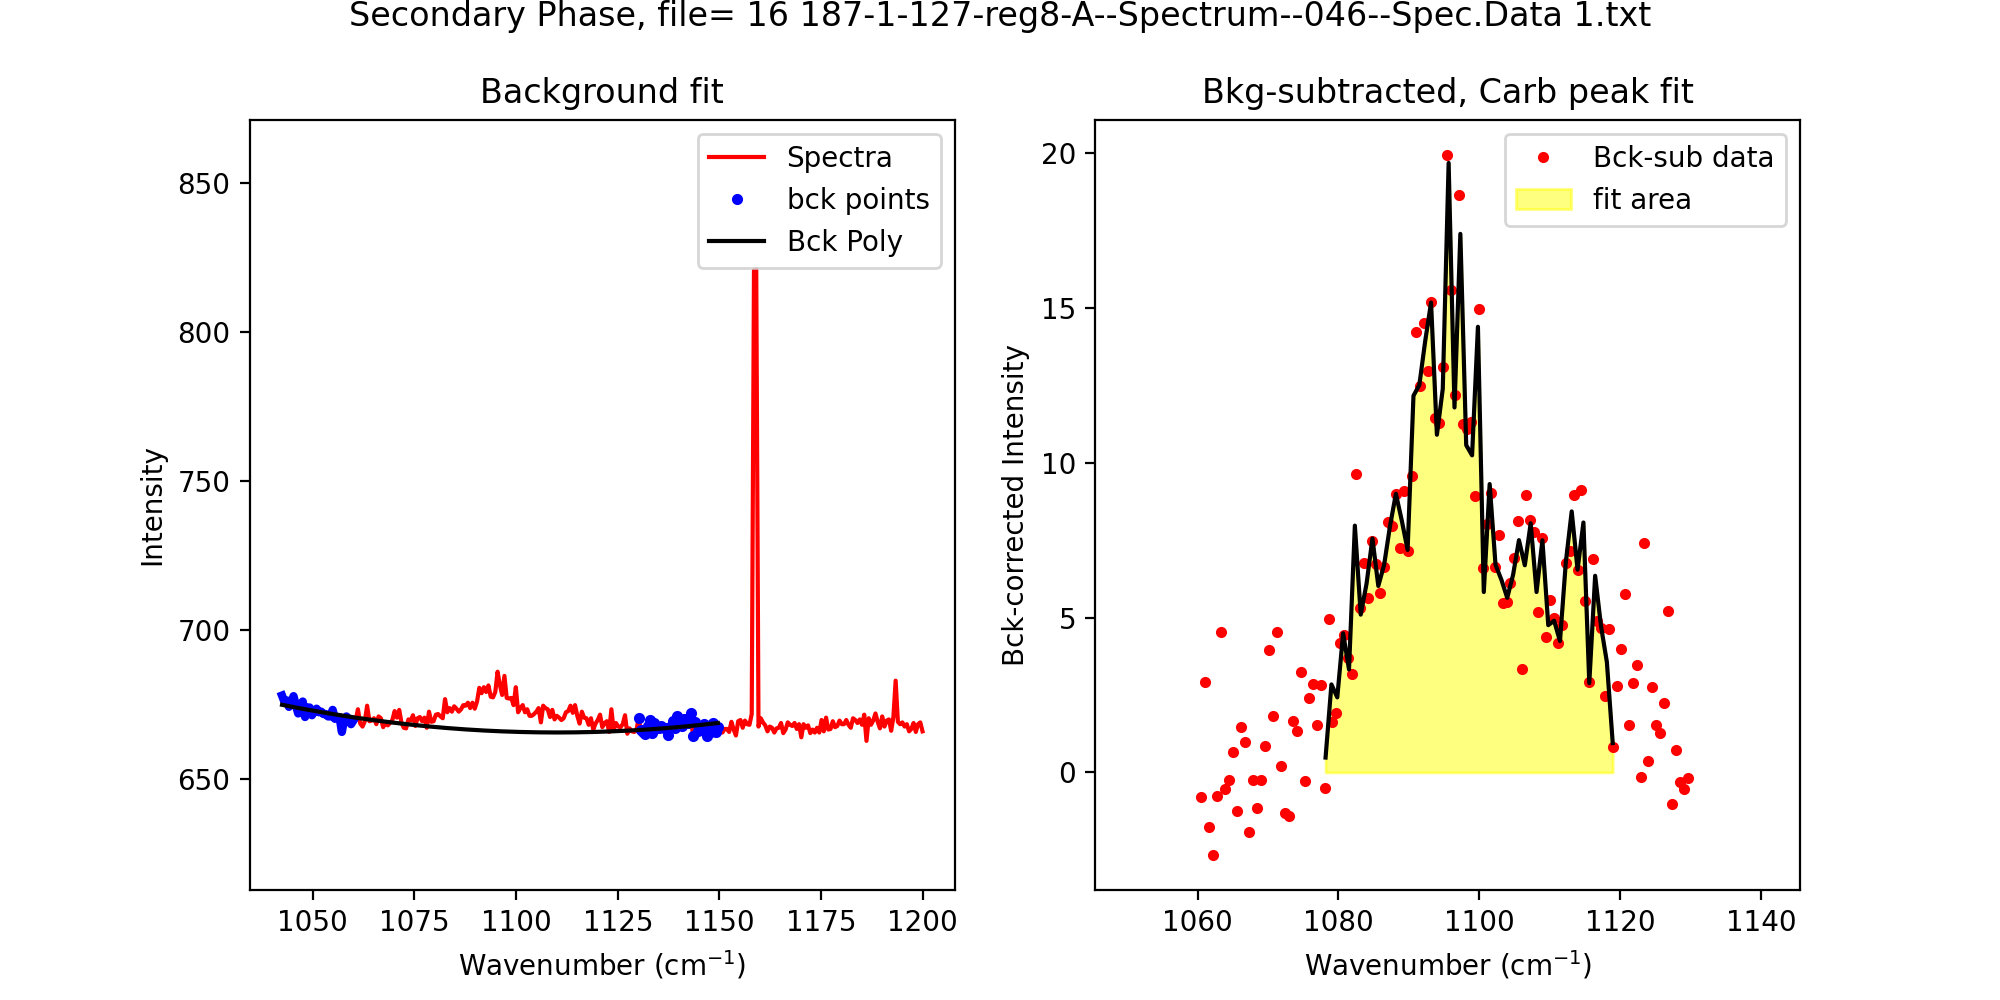 Secondary Phase, file= 16 187-1-127-reg8-A--Spectrum--046--Spec.Data 1.txt
Background fit
Spectra
bck points
Bck Poly
850
800
750
700
650
Intensity
1050 1075 1100 1125 1150 1175 1200
Wavenumber (cm⁻¹)
Bkg-subtracted, Carb peak fit
Bck-sub data
fit area
20
15
10
5
0
Bck-corrected Intensity
1060 1080 1100 1120 1140
Wavenumber (cm⁻¹)